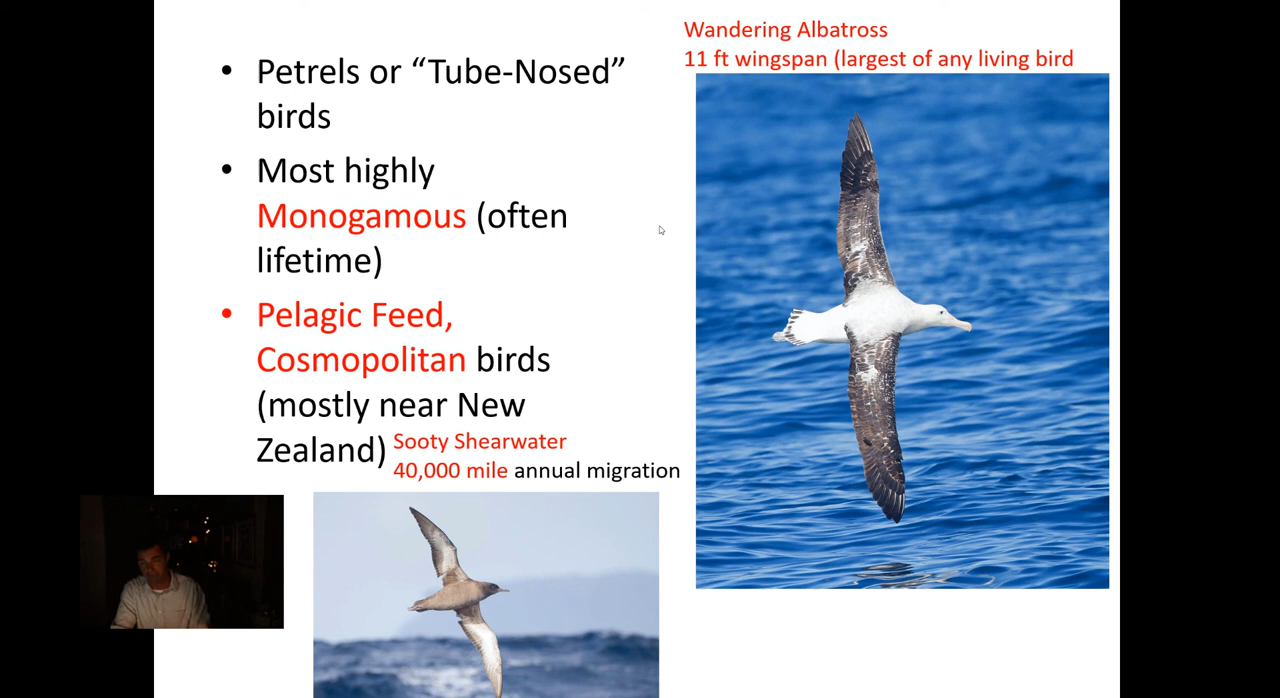 Wandering Albatross
11 ft wingspan (largest of any living bird
• Petrels or “Tube-Nosed”
birds
• Most highly
Monogamous (often
lifetime)
• Pelagic Feed,
Cosmopolitan birds
(mostly near New
Zealand)
Sooty Shearwater
40,000 mile annual migration